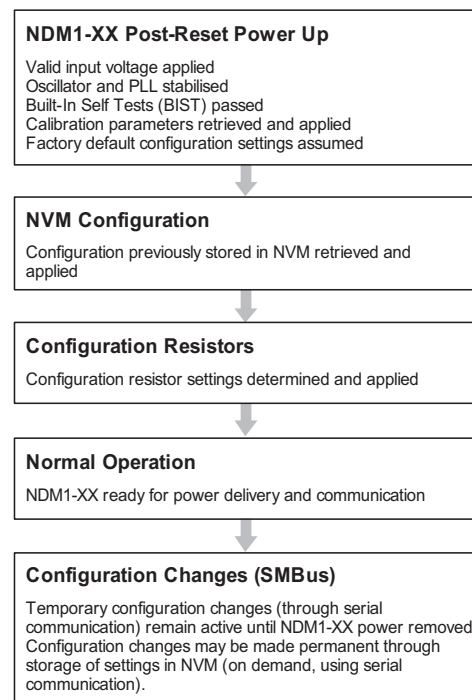 NDM1-XX Post-Reset Power Up
Valid input voltage applied
Oscillator and PLL stabilised
Built-In Self Tests (BIST) passed
Calibration parameters retrieved and applied
Factory default configuration settings assumed
NVM Configuration
Configuration previously stored in NVM retrieved and
applied
Configuration Resistors
Configuration resistor settings determined and applied
Normal Operation
NDM1-XX ready for power delivery and communication
Configuration Changes (SMBus)
Temporary configuration changes (through serial
communication) remain active until NDM1-XX power removed
Configuration changes may be made permanent through
storage of settings in NVM (on demand, using serial
communication).